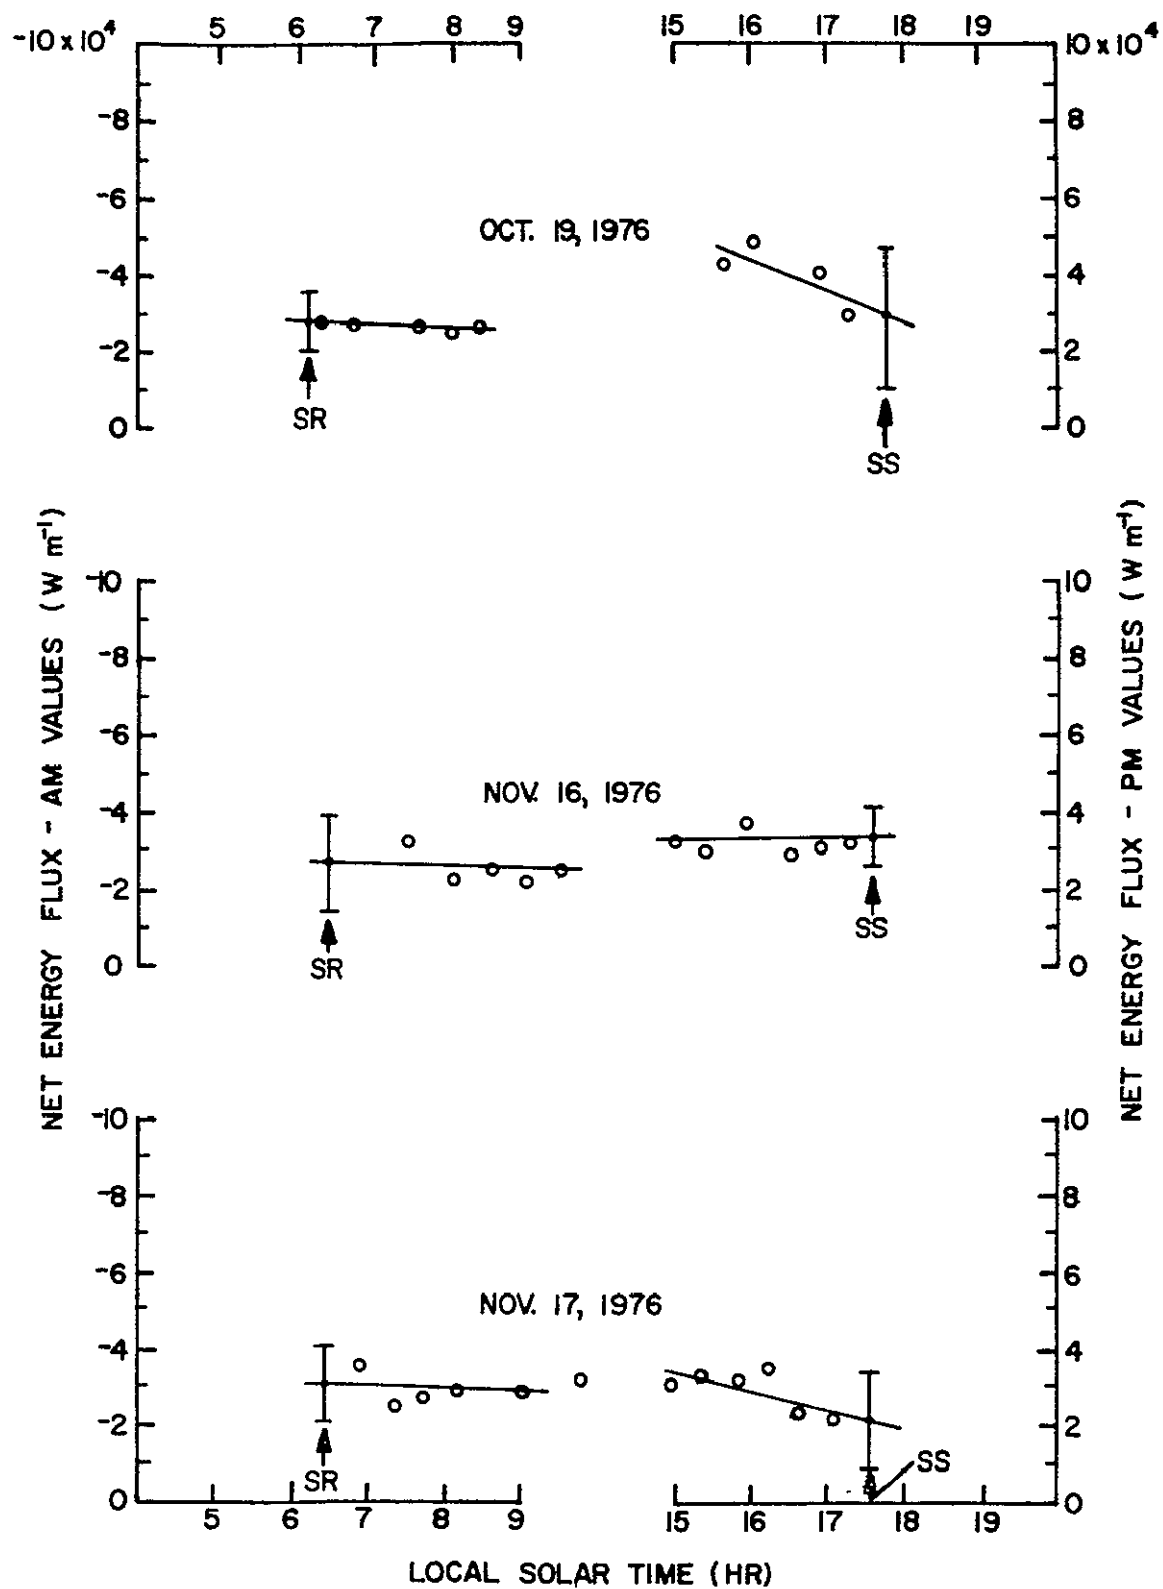 5 6 7 8 9 15 16 17 18 19
-10 x 10⁴ 10 x 10⁴
-8 8
-6 6
OCT. 19, 1976
-4 4
-2 2
SR
0 0
SS
-10 10
-8 8
-6 6
NOV. 16, 1976
-4 4
-2 2
SS
SR
0 0
NET ENERGY FLUX - AM VALUES (W m⁻¹)
NET ENERGY FLUX - PM VALUES (W m⁻¹)
-10 10
-8 8
-6 6
NOV. 17, 1976
-4 4
-2 2
SS
SR
0 0
5 6 7 8 9 15 16 17 18 19
LOCAL SOLAR TIME (HR)